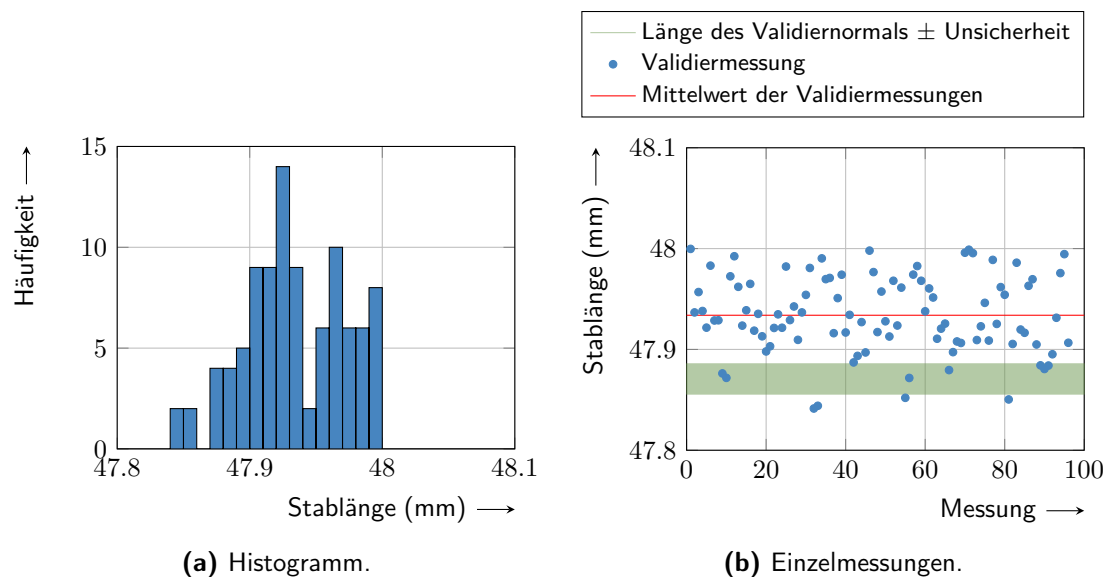 Länge des Validiernormals ± Unsicherheit
Validiermessung
Mittelwert der Validiermessungen
15
10
5
0
Häufigkeit
47.8
47.9
48
48.1
Stablänge (mm)
(a) Histogramm.
48.1
48
47.9
47.8
Stablänge (mm)
0
20
40
60
80
100
Messung
(b) Einzelmessungen.